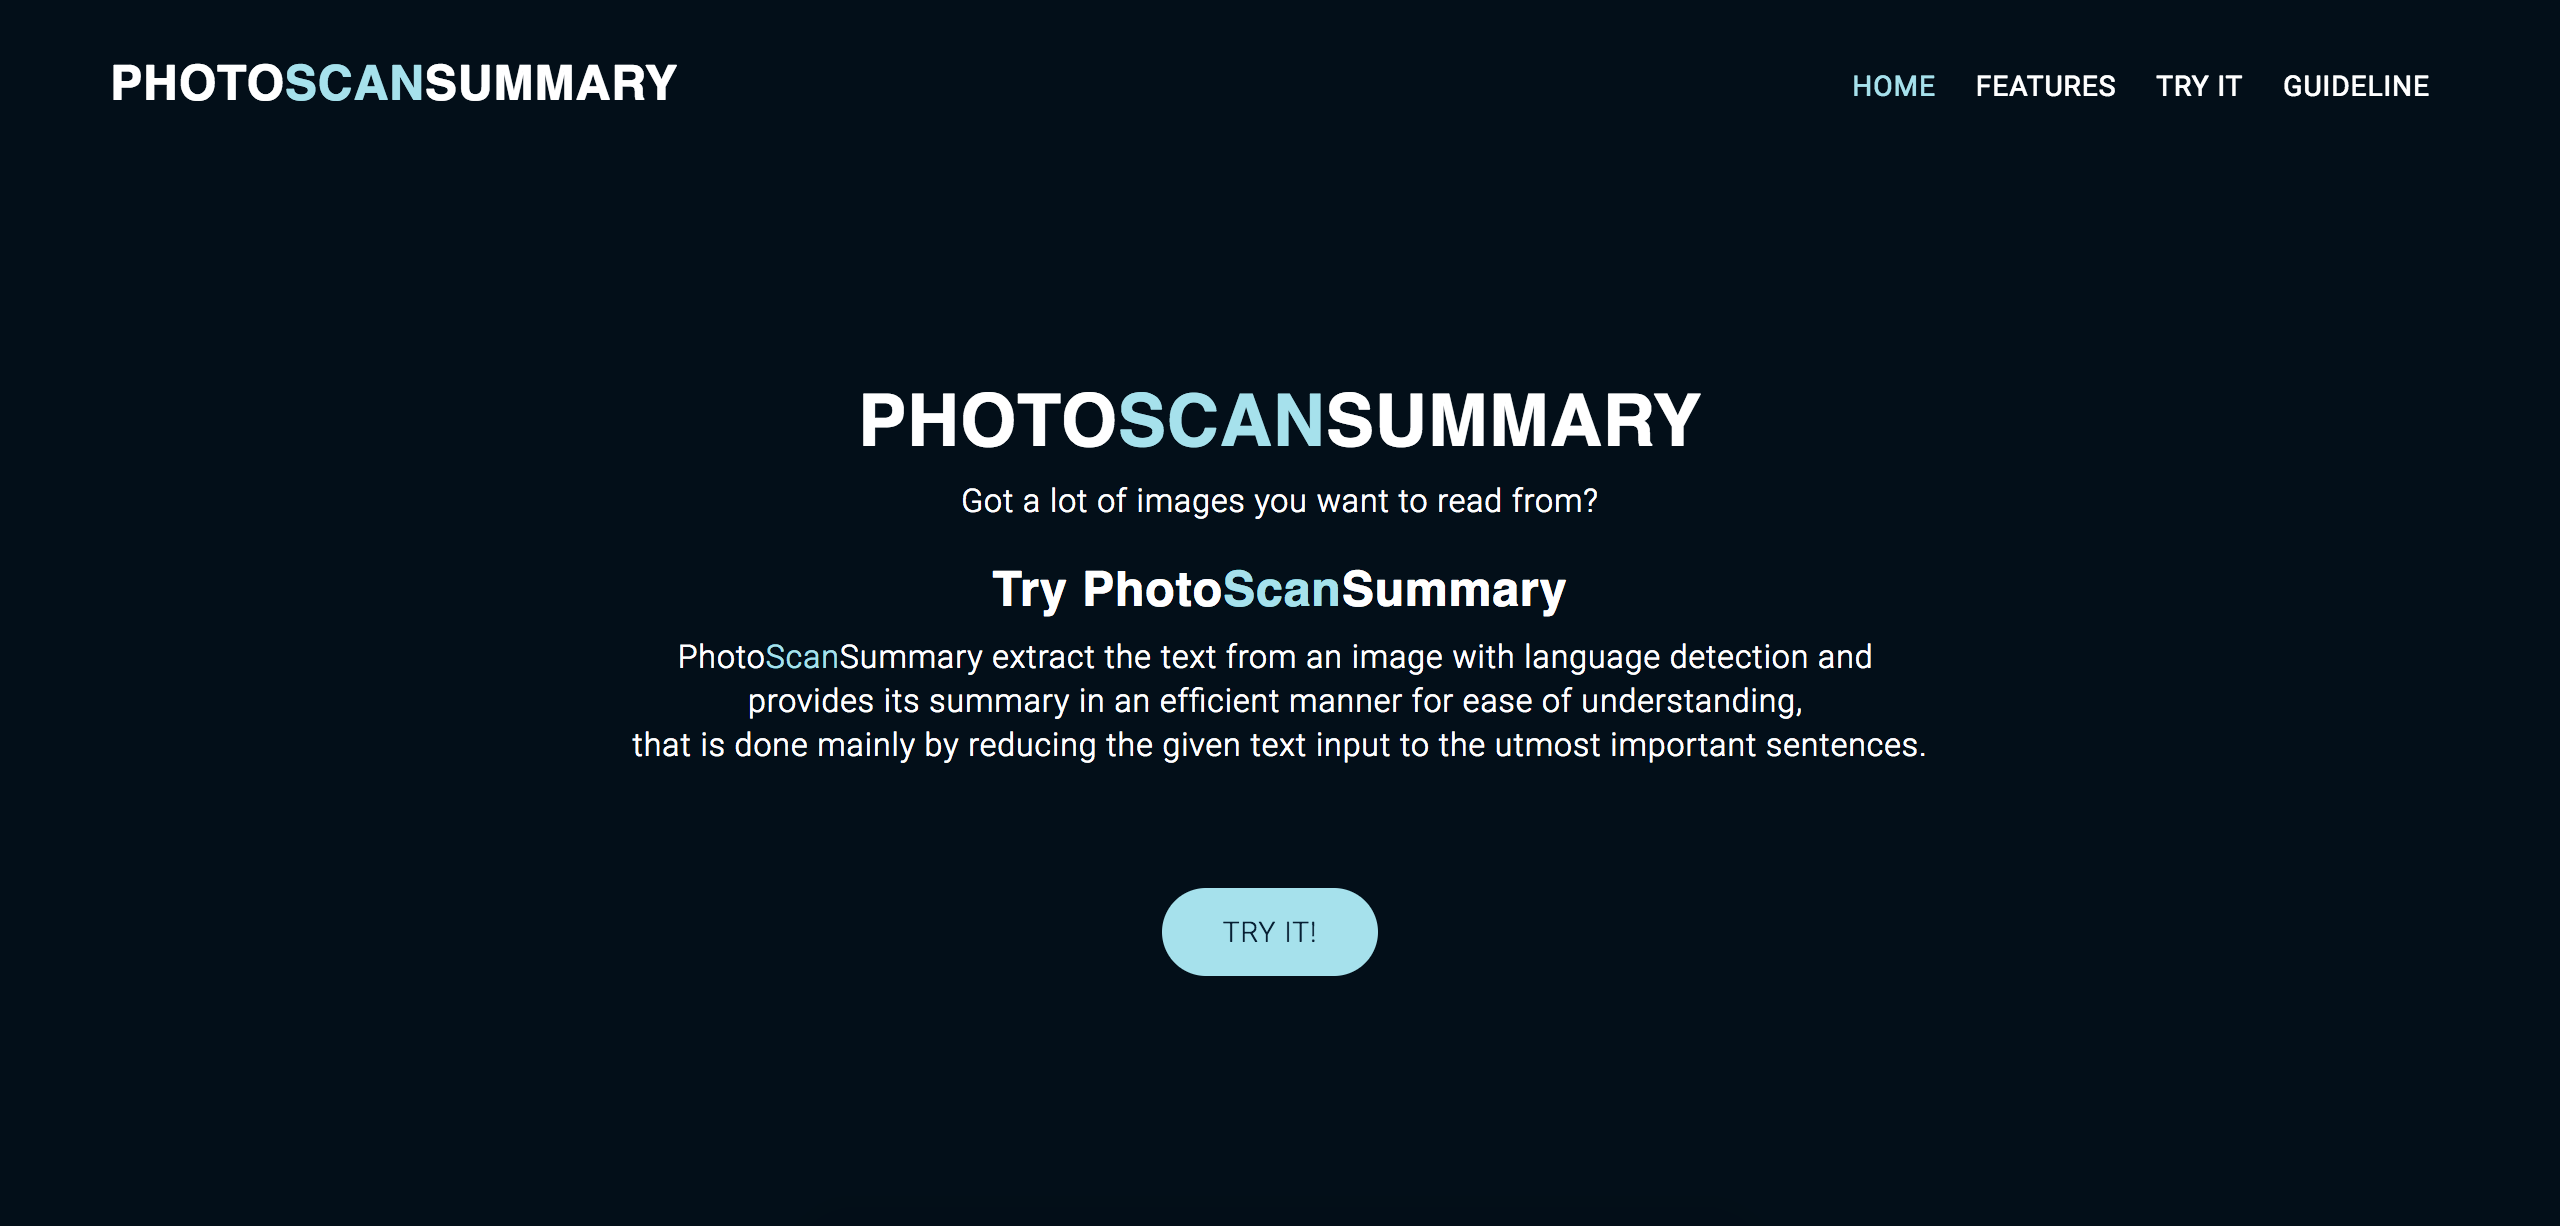 PHOTOSCANSUMMARY
HOME FEATURES TRY IT GUIDELINE
PHOTOSCANSUMMARY
Got a lot of images you want to read from?
Try PhotoScanSummary
PhotoScanSummary extract the text from an image with language detection and
provides its summary in an efficient manner for ease of understanding,
that is done mainly by reducing the given text input to the utmost important sentences.
TRY IT!